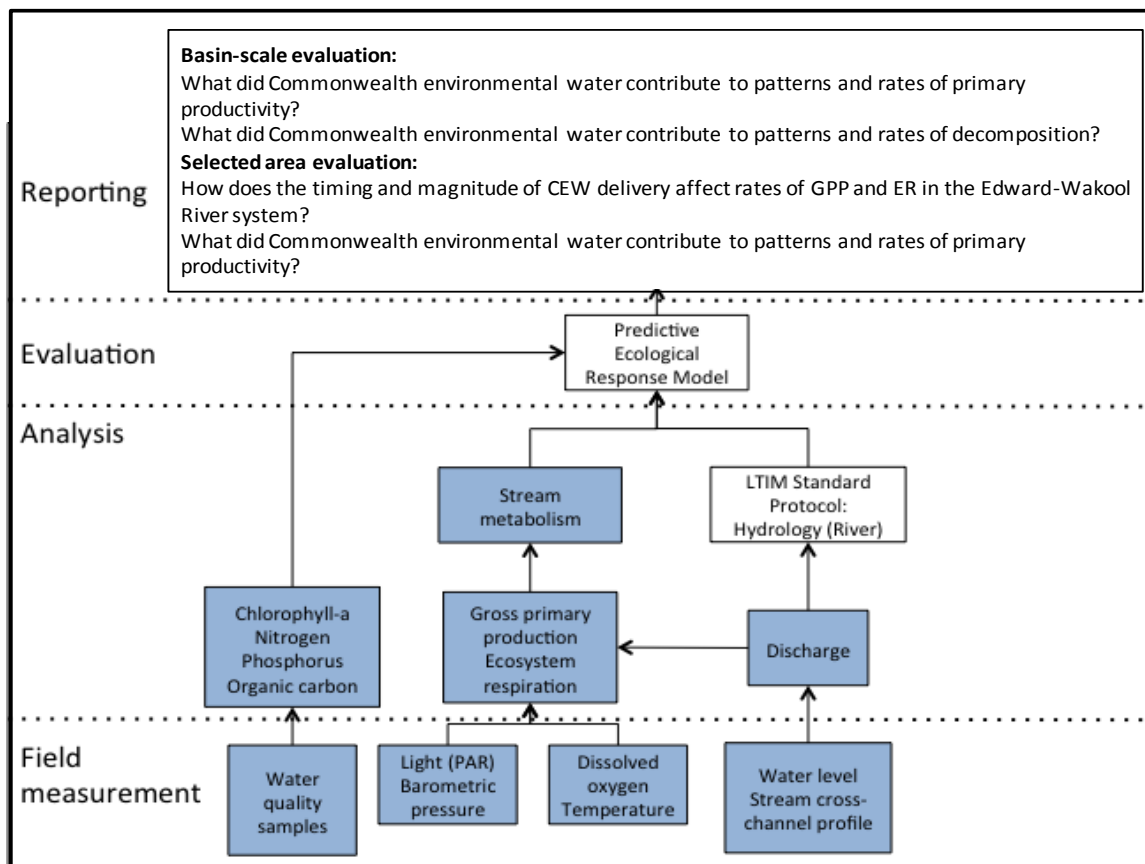 Basin-scale evaluation:
What did Commonwealth environmental water contribute to patterns and rates of primary
productivity?
What did Commonwealth environmental water contribute to patterns and rates of decomposition?
Selected area evaluation:
How does the timing and magnitude of CEW delivery affect rates of GPP and ER in the Edward-Wakool
River system?
What did Commonwealth environmental water contribute to patterns and rates of primary
productivity?
Reporting
Evaluation
Predictive
Ecological
Response Model
Analysis
Stream
metabolism
LTIM Standard
Protocol:
Hydrology (River)
Chlorophyll-a
Nitrogen
Phosphorus
Organic carbon
Gross primary
production
Ecosystem
respiration
Discharge
Field
measurement
Water
quality
samples
Light (PAR)
Barometric
pressure
Dissolved
oxygen
Temperature
Water level
Stream cross-
channel profile